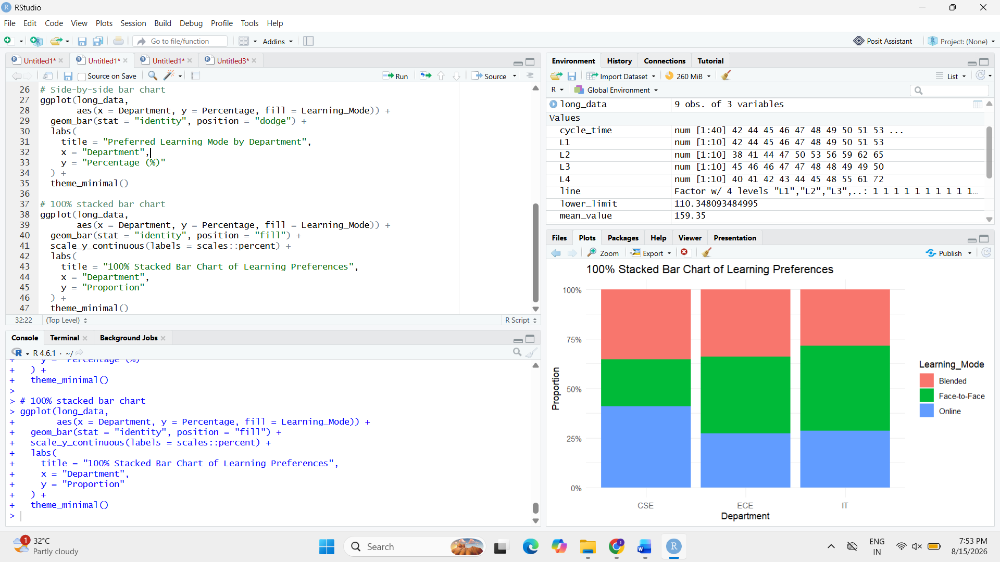 RStudio
File Edit Code View Plots Session Build Debug Profile Tools Help
Go to file/function Addins Posit Assistant Project: (None)
Untitled1* Untitled1* Untitled1* Untitled3*
Source on Save Run Source
26 # Side-by-side bar chart
27 ggplot(long_data,
28 aes(x = Department, y = Percentage, fill = Learning_Mode)) +
29 geom_bar(stat = "identity", position = "dodge") +
30 labs(
31 title = "Preferred Learning Mode by Department",
32 x = "Department",
33 y = "Percentage (%)"
34 ) +
35 theme_minimal()
36
37 # 100% stacked bar chart
38 ggplot(long_data,
39 aes(x = Department, y = Percentage, fill = Learning_Mode)) +
40 geom_bar(stat = "identity", position = "fill") +
41 scale_y_continuous(labels = scales::percent) +
42 labs(
43 title = "100% Stacked Bar Chart of Learning Preferences",
44 x = "Department",
45 y = "Proportion"
46 ) +
47 theme_minimal()
32:22 (Top Level) R Script
Console Terminal Background Jobs
R R 4.6.1 · ~/
+ y = "Percentage (%)"
+ ) +
+ theme_minimal()
>
> # 100% stacked bar chart
> ggplot(long_data,
+ aes(x = Department, y = Percentage, fill = Learning_Mode)) +
+ geom_bar(stat = "identity", position = "fill") +
+ scale_y_continuous(labels = scales::percent) +
+ labs(
+ title = "100% Stacked Bar Chart of Learning Preferences",
+ x = "Department",
+ y = "Proportion"
+ ) +
+ theme_minimal()
>
Environment History Connections Tutorial
Import Dataset 260 MiB List
R Global Environment
long_data 9 obs. of 3 variables
Values
cycle_time num [1:40] 42 44 45 46 47 48 49 50 51 53 ...
L1 num [1:10] 42 44 45 46 47 48 49 50 51 53
L2 num [1:10] 38 41 44 47 50 53 56 59 62 65
L3 num [1:10] 45 46 46 47 47 48 48 49 49 50
L4 num [1:10] 40 41 42 43 44 45 48 55 61 72
line Factor w/ 4 levels "L1","L2","L3",..: 1 1 1 1 1 1 1 1 1 1...
lower_limit 110.348093484995
mean_value 159.35
Files Plots Packages Help Viewer Presentation
Zoom Export Publish
100% Stacked Bar Chart of Learning Preferences
100%
75%
50%
25%
0%
Proportion
CSE ECE IT
Department
Learning_Mode
Blended
Face-to-Face
Online
1 32°C
Partly cloudy
Search
ENG
IN
7:53 PM
8/15/2026